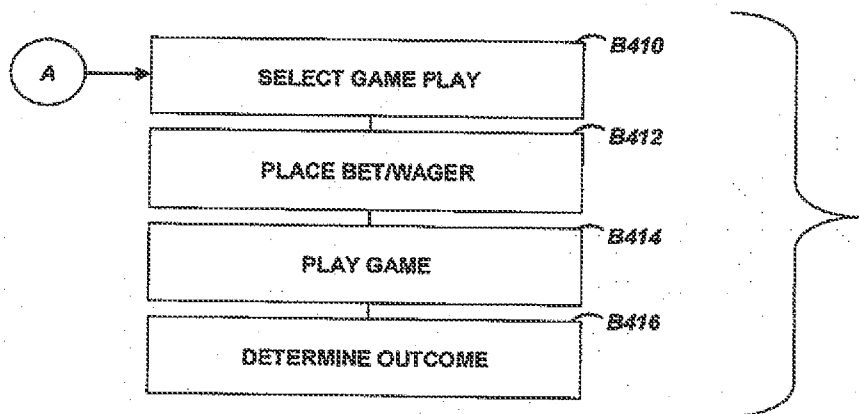 B410
A
SELECT GAME PLAY
B412
PLACE BET/WAGER
B414
PLAY GAME
B416
DETERMINE OUTCOME